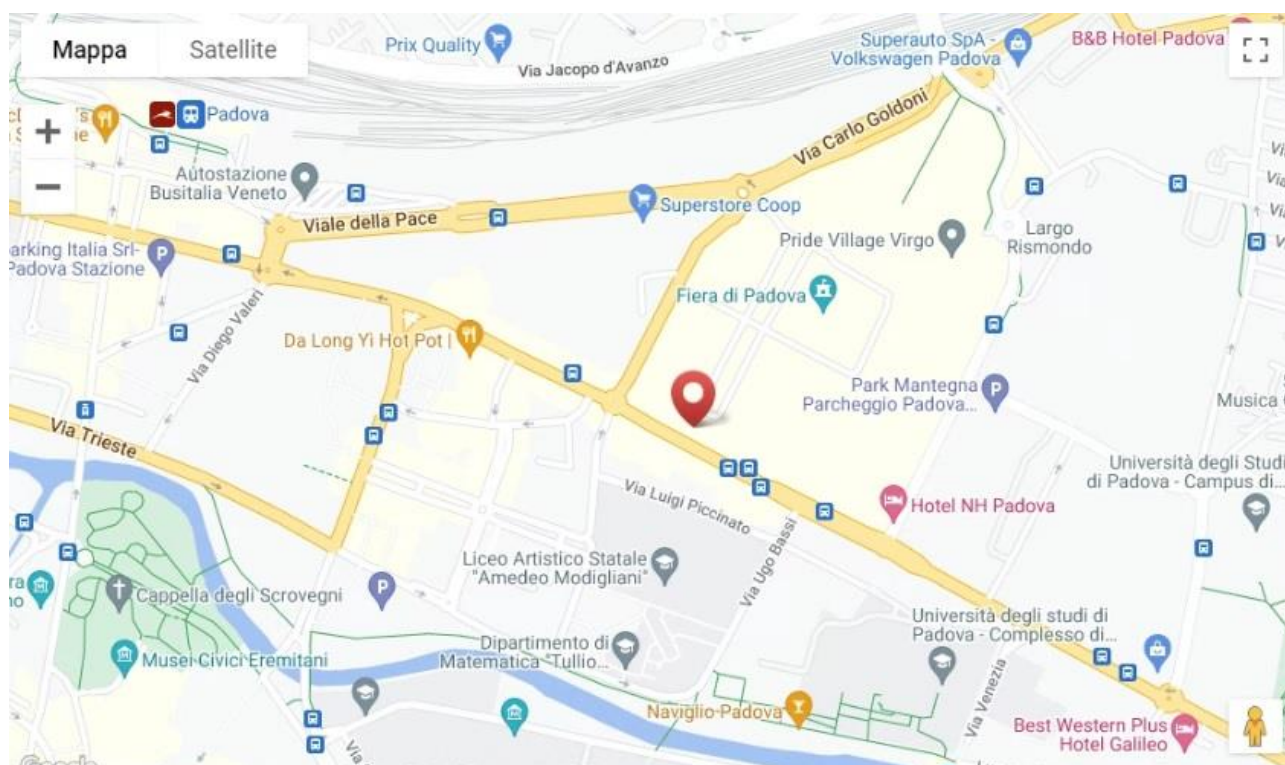 Mappa
Satellite
Prix Quality
Via Jacopo d'Avanzo
Superauto SpA -
Volkswagen Padova
B&B Hotel Padova
Padova
+
−
Via Carlo Goldoni
Autostazione
Busitalia Veneto
Viale della Pace
Superstore Coop
Pride Village Virgo
Largo
Rismondo
arking Italia Srl-
Padova Stazione
P
Fiera di Padova
Via Diego Valeri
Da Long Yi Hot Pot |
Park Mantegna
Parcheggio Padova...
P
Musica
Via Trieste
Università degli Studi
di Padova - Campus di...
Via Luigi Piccinato
Hotel NH Padova
Liceo Artistico Statale
"Amedeo Modigliani"
Via Ugo Bassi
Cappella degli Scrovegni
P
Università degli studi di
Padova - Complesso di...
Dipartimento di
Matematica "Tullio...
Musei Civici Eremitani
Via Venezia
Naviglio Padova
Best Western Plus
Hotel Galileo